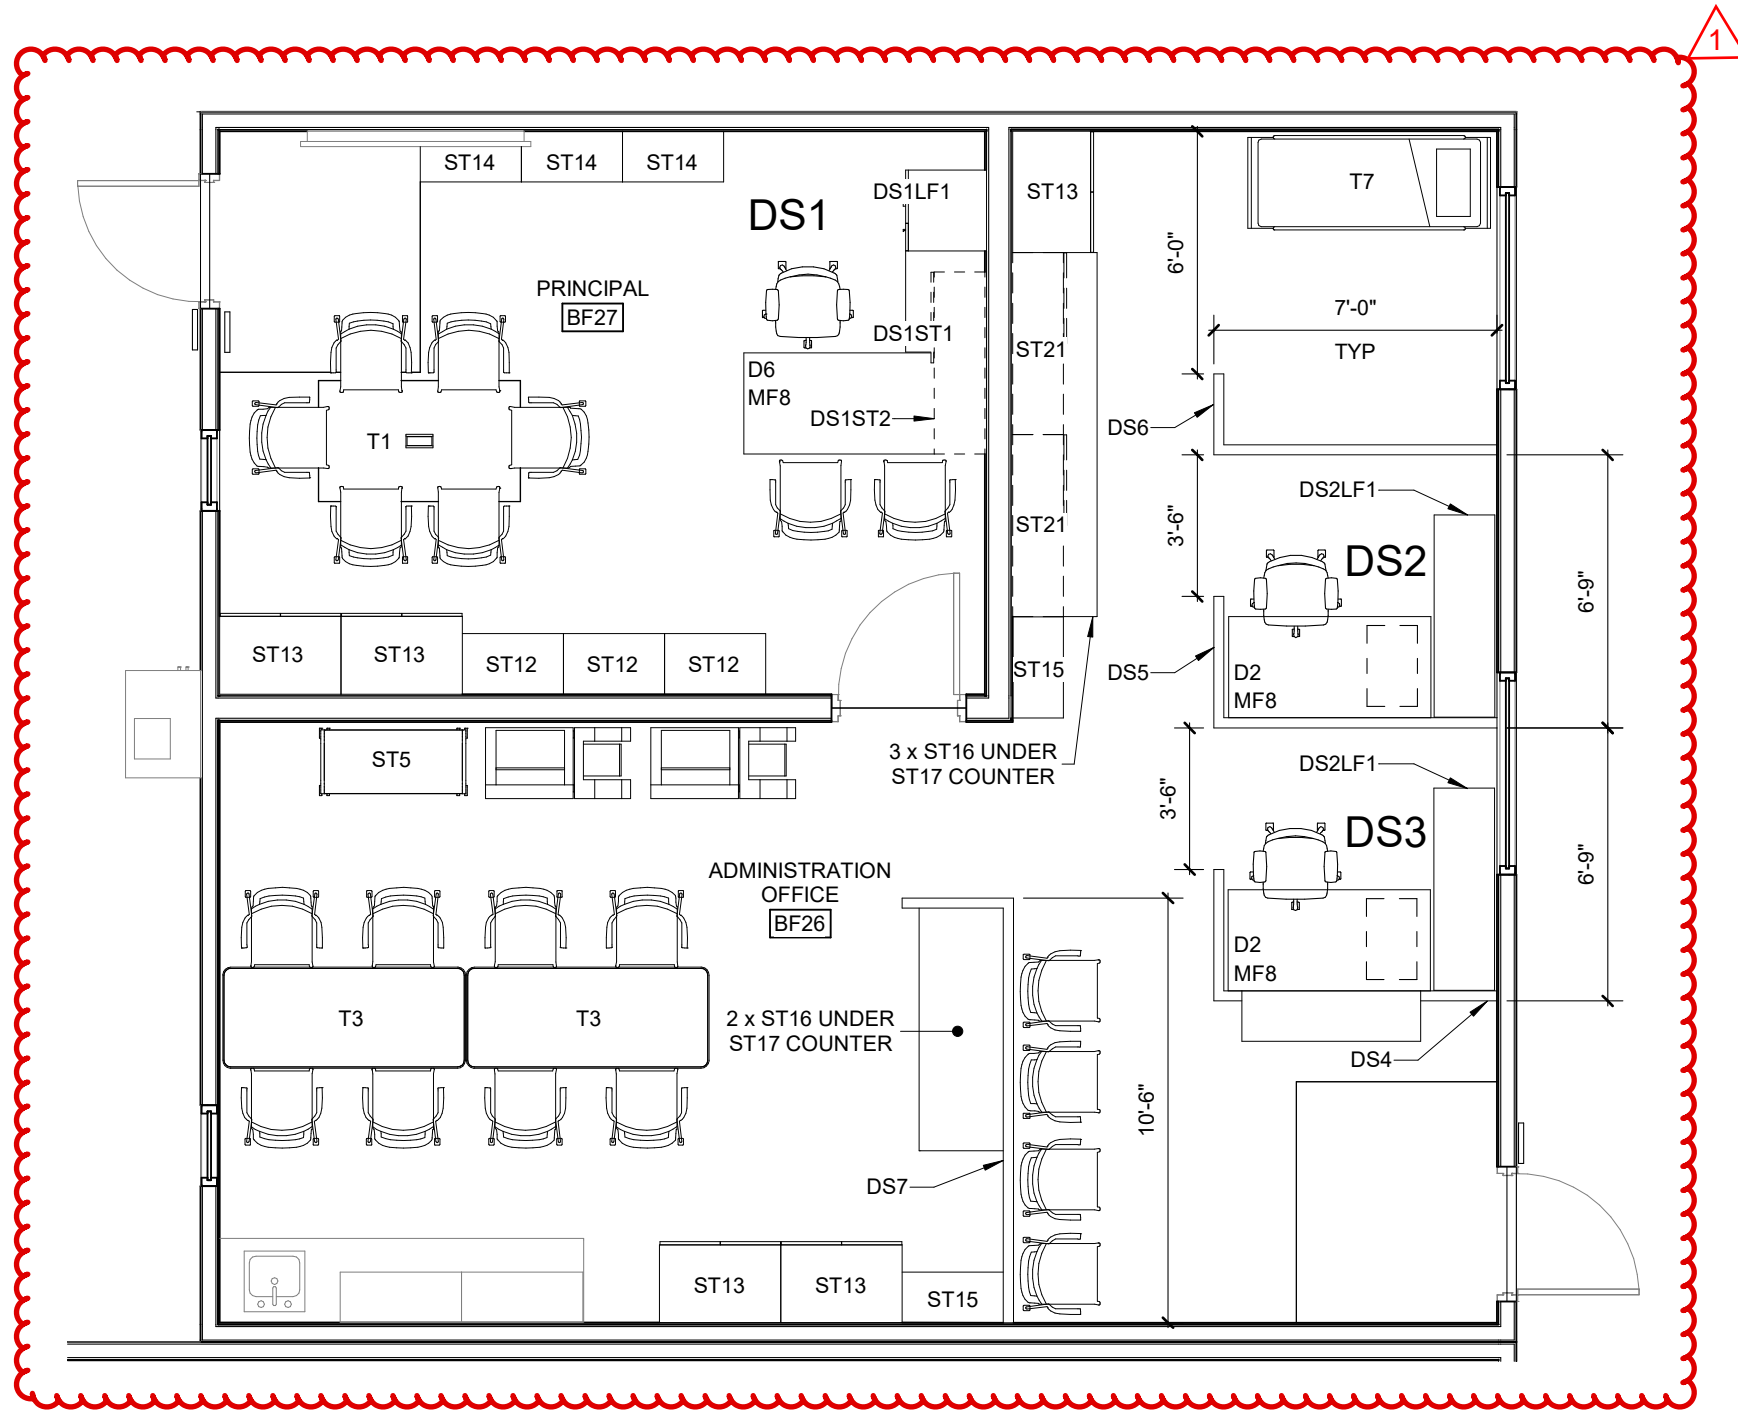 1
ST14
ST14
ST14
DS1LF1
ST13
T7
DS1
6'-0"
PRINCIPAL
BF27
7'-0"
TYP
DS1ST1
ST21
D6
MF8
DS1ST2
DS6
T1
DS2LF1
ST21
3'-6"
DS2
6'-9"
ST13
ST13
ST12
ST12
ST12
ST15
DS5
D2
MF8
ST5
3 x ST16 UNDER
ST17 COUNTER
DS2LF1
3'-6"
DS3
6'-9"
ADMINISTRATION
OFFICE
BF26
D2
MF8
T3
T3
2 x ST16 UNDER
ST17 COUNTER
DS4
10'-6"
DS7
ST13
ST13
ST15